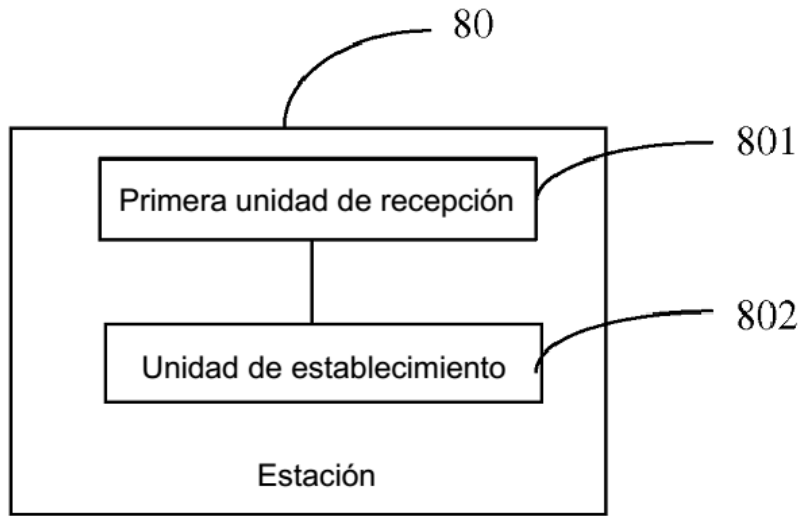 80
801
Primera unidad de recepción
802
Unidad de establecimiento
Estación